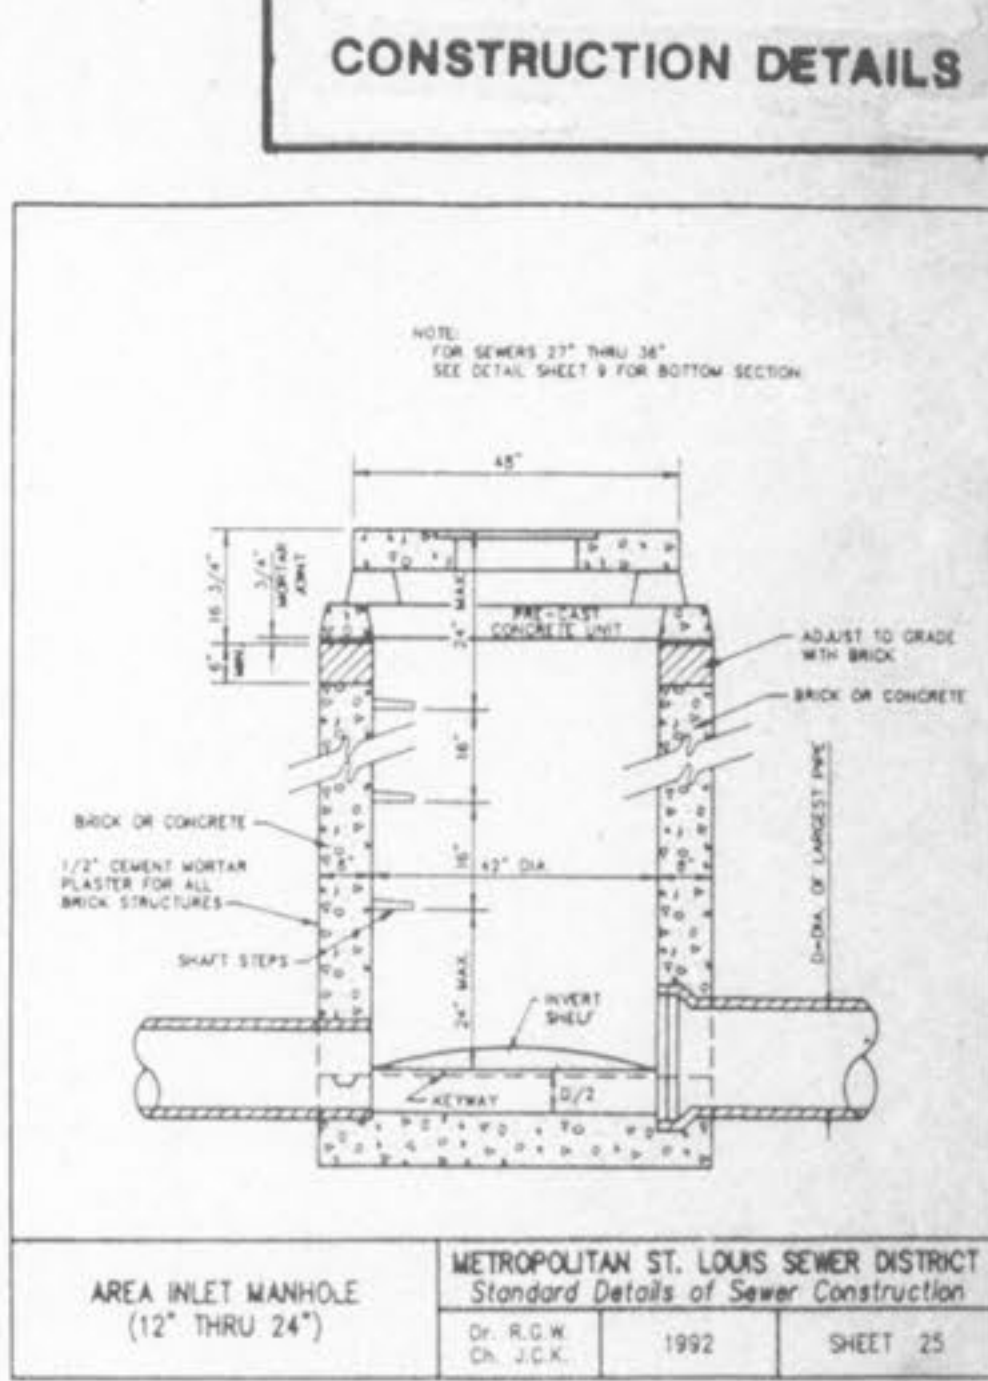 CONSTRUCTION DETAILS
NOTE:
FOR SEWERS 27" THRU 36"
SEE DETAIL SHEET 9 FOR BOTTOM SECTION
48"
16 3/4"
3/4"
MORTAR
JOINT
24" MAX.
PRE-CAST
CONCRETE UNIT
6"
MIN.
ADJUST TO GRADE
WITH BRICK
BRICK OR CONCRETE
16"
D=DIA. OF LARGEST PIPE
BRICK OR CONCRETE
1/2" CEMENT MORTAR
PLASTER FOR ALL
BRICK STRUCTURES
8"
16"
42" DIA.
SHAFT STEPS
24" MAX.
INVERT
SHELF
KEYWAY
D/2
AREA INLET MANHOLE
(12" THRU 24")
METROPOLITAN ST. LOUIS SEWER DISTRICT
Standard Details of Sewer Construction
Dr. R.G.W.
Ch. J.C.K.
1992
SHEET 25